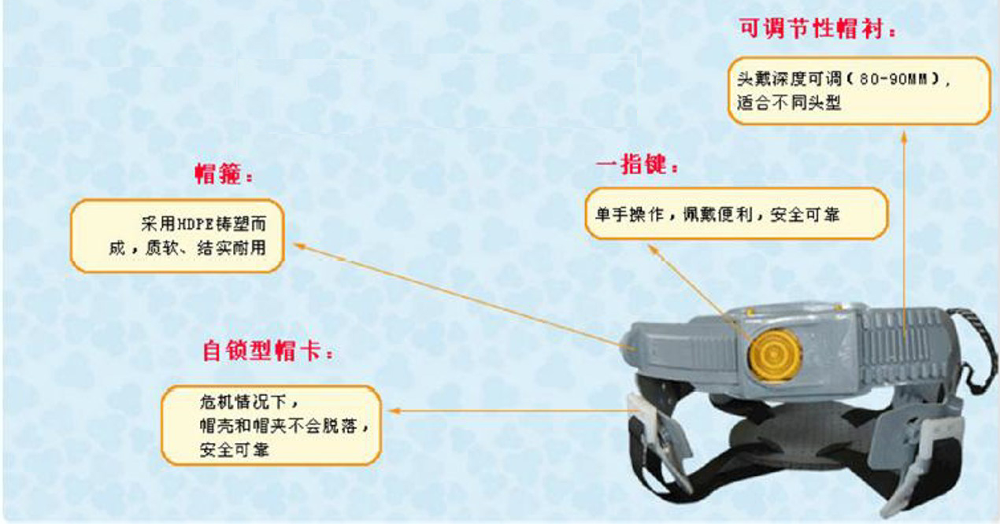 可调节性帽衬：
头戴深度可调(80-90MM)，
适合不同头型
一指键：
单手操作，佩戴便利，安全可靠
帽箍：
采用HDPE铸塑而
成，质软、结实耐用
自锁型帽卡：
危机情况下，
帽壳和帽夹不会脱落，
安全可靠